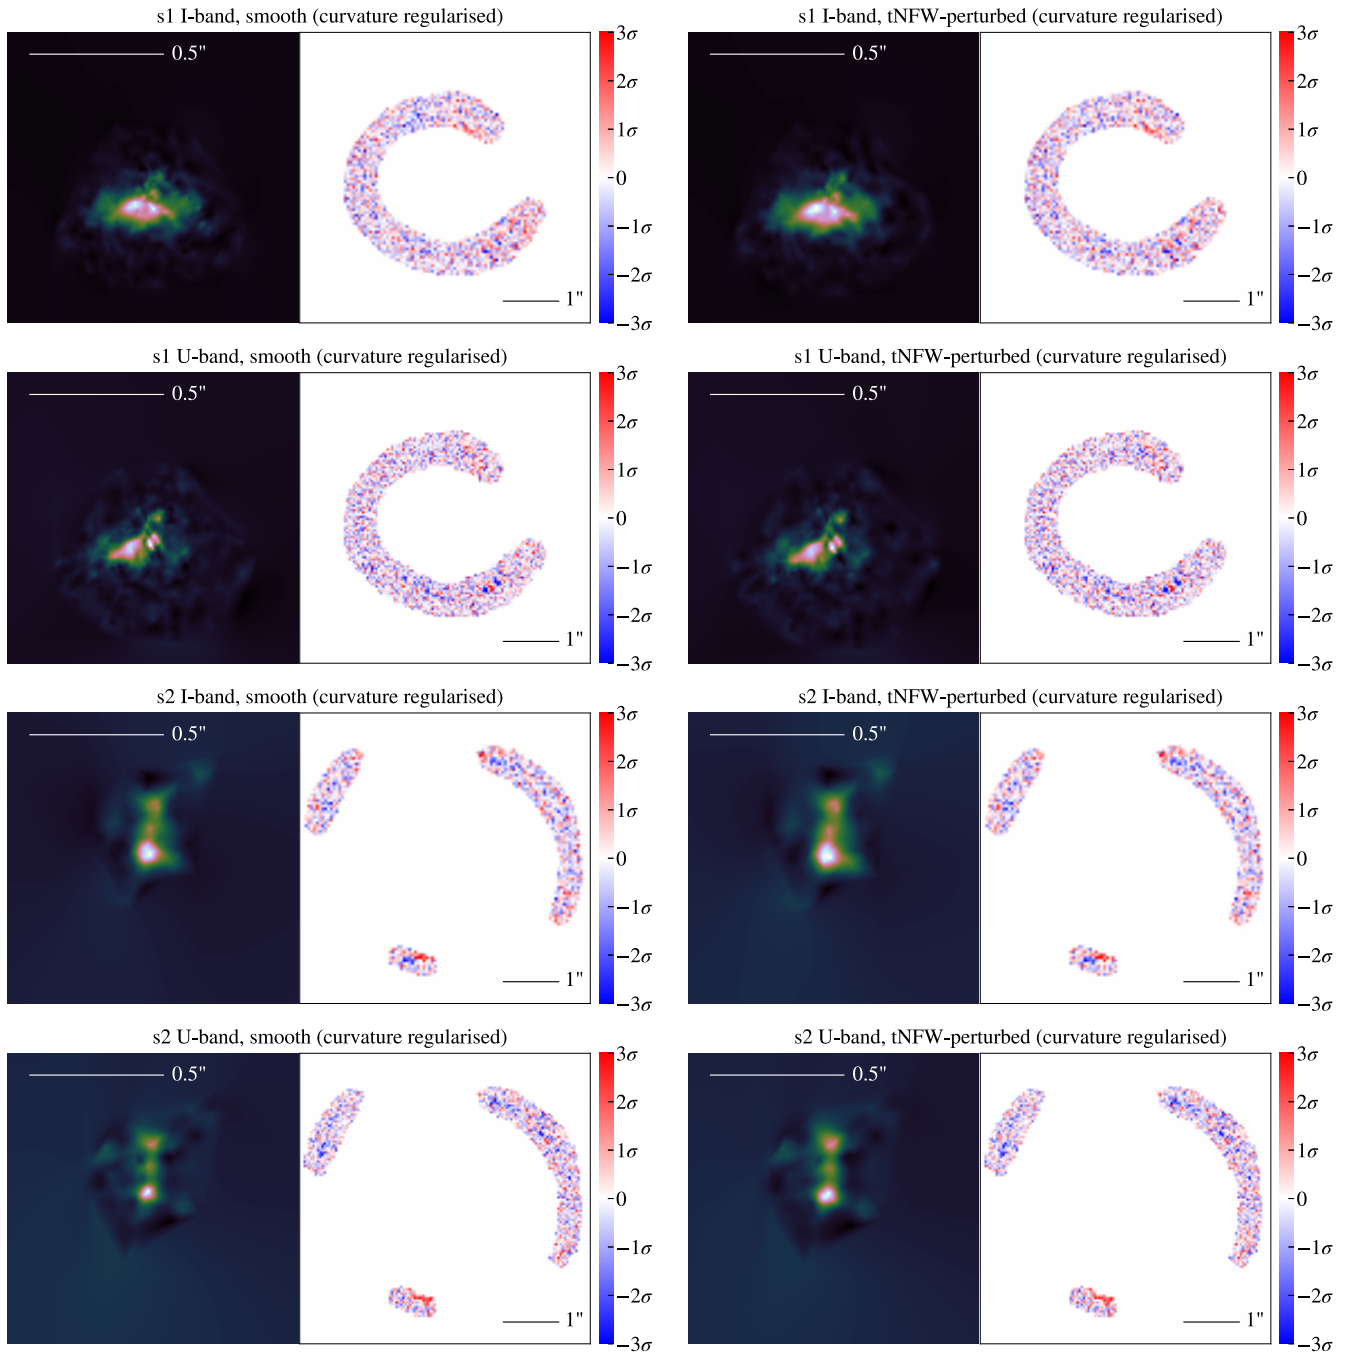 s1 I-band, smooth (curvature regularised)
0.5"
1"
3σ
2σ
1σ
0
−1σ
−2σ
−3σ
s1 I-band, tNFW-perturbed (curvature regularised)
0.5"
1"
3σ
2σ
1σ
0
−1σ
−2σ
−3σ
s1 U-band, smooth (curvature regularised)
0.5"
1"
3σ
2σ
1σ
0
−1σ
−2σ
−3σ
s1 U-band, tNFW-perturbed (curvature regularised)
0.5"
1"
3σ
2σ
1σ
0
−1σ
−2σ
−3σ
s2 I-band, smooth (curvature regularised)
0.5"
1"
3σ
2σ
1σ
0
−1σ
−2σ
−3σ
s2 I-band, tNFW-perturbed (curvature regularised)
0.5"
1"
3σ
2σ
1σ
0
−1σ
−2σ
−3σ
s2 U-band, smooth (curvature regularised)
0.5"
1"
3σ
2σ
1σ
0
−1σ
−2σ
−3σ
s2 U-band, tNFW-perturbed (curvature regularised)
0.5"
1"
3σ
2σ
1σ
0
−1σ
−2σ
−3σ